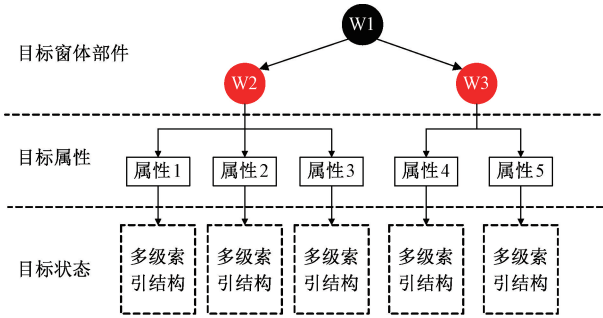 W1
目标窗体部件
W2
W3
目标属性
属性1
属性2
属性3
属性4
属性5
目标状态
多级索
引结构
多级索
引结构
多级索
引结构
多级索
引结构
多级索
引结构